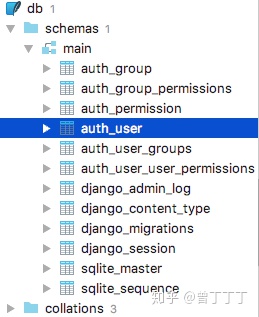 db 1
schemas 1
main
auth_group
auth_group_permissions
auth_permission
auth_user
auth_user_groups
auth_user_user_permissions
django_admin_log
django_content_type
django_migrations
django_session
sqlite_master
sqlite_sequence
collations 3
知乎 @曾丁丁丁